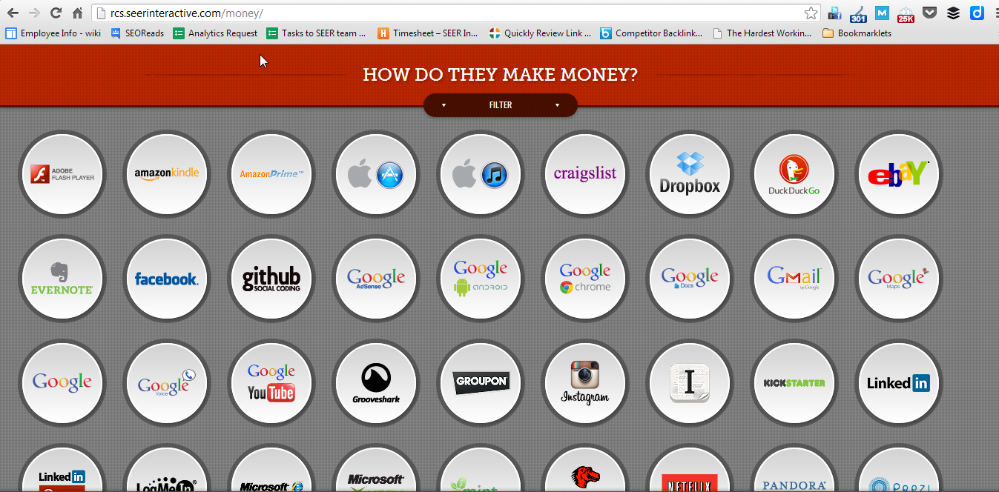 rcs.seerinteractive.com/money/
301
M
25K
Employee Info - wiki
SEOReads
Analytics Request
Tasks to SEER team ...
Timesheet – SEER In...
Quickly Review Link ...
Competitor Backlink...
The Hardest Workin...
Bookmarklets
HOW DO THEY MAKE MONEY?
FILTER
ADOBE
FLASH PLAYER
amazonkindle
AmazonPrime™
craigslist
Dropbox
DuckDuckGo
ebay
EVERNOTE
facebook.
github
SOCIAL CODING
Google
AdSense
Google
ANDROID
Google
chrome
Google
Docs
Gmail
by Google
Google
Maps
Google
Google
Voice
Google
YouTube
Grooveshark
GROUPON
Instagram
I
KICKSTARTER
Linked in
Linked in
LogMeIn
Microsoft
Microsoft
mint
NETFLIX
PANDORA
PREZI